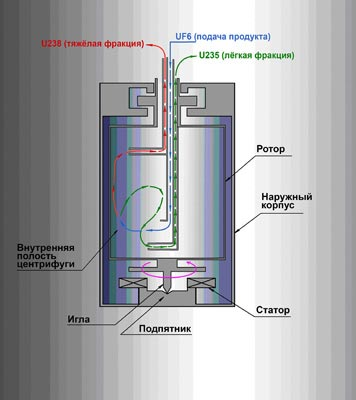 UF6 (подача продукта)
U238 (тяжёлая фракция)
U235 (лёгкая фракция)
Ротор
Наружный
корпус
Внутренняя
полость
центрифуги
Игла
Подпятник
Статор